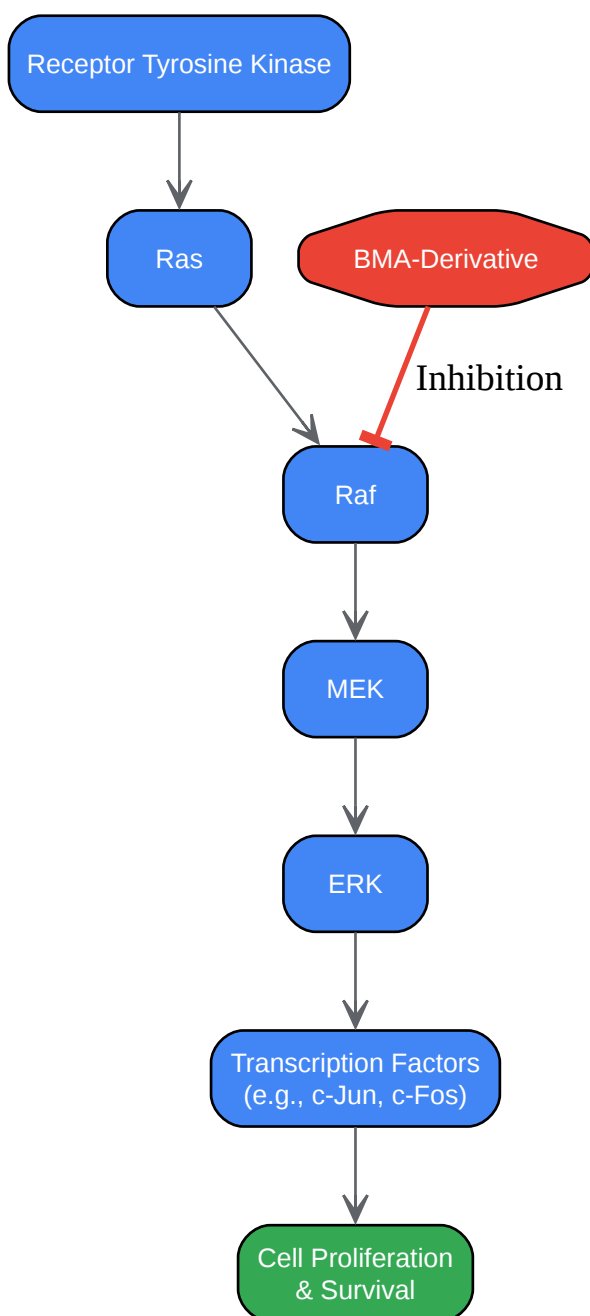 Receptor Tyrosine Kinase
Ras
BMA-Derivative
Inhibition
Raf
MEK
ERK
Transcription Factors
(e.g., c-Jun, c-Fos)
Cell Proliferation
& Survival